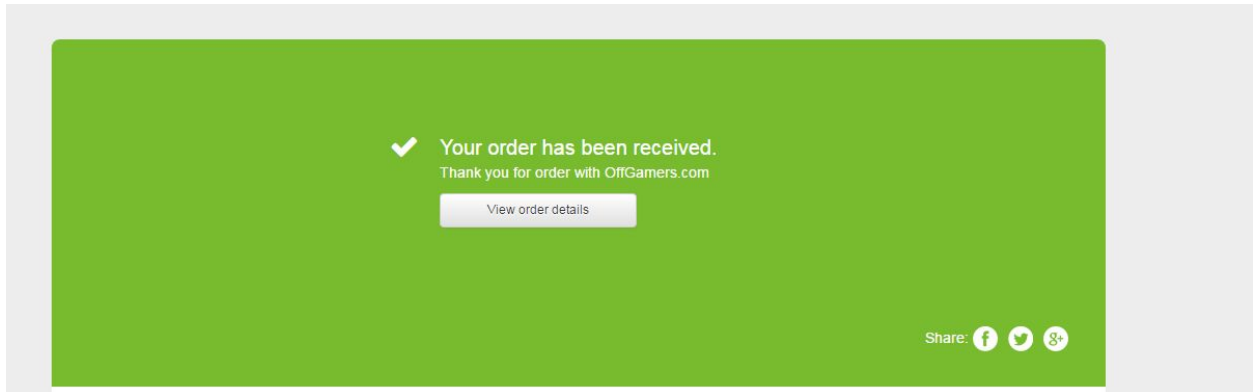 Your order has been received.
Thank you for order with OffGamers.com
View order details
Share: